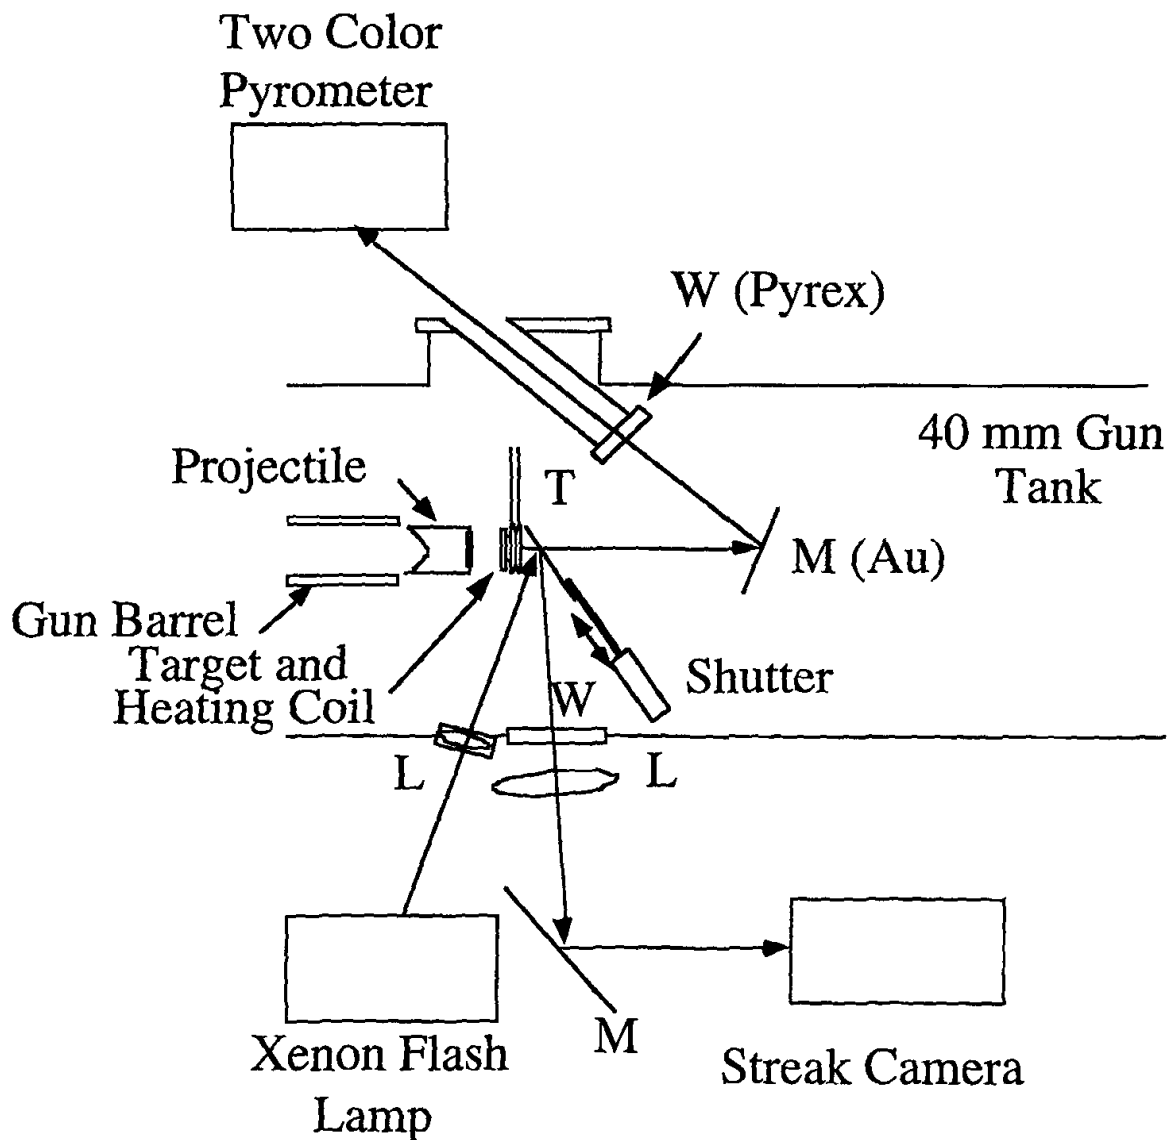 Two Color
Pyrometer
W (Pyrex)
40 mm Gun
Tank
Projectile
T
M (Au)
Gun Barrel
Target and
Heating Coil
Shutter
W
L
L
Xenon Flash
Lamp
M
Streak Camera